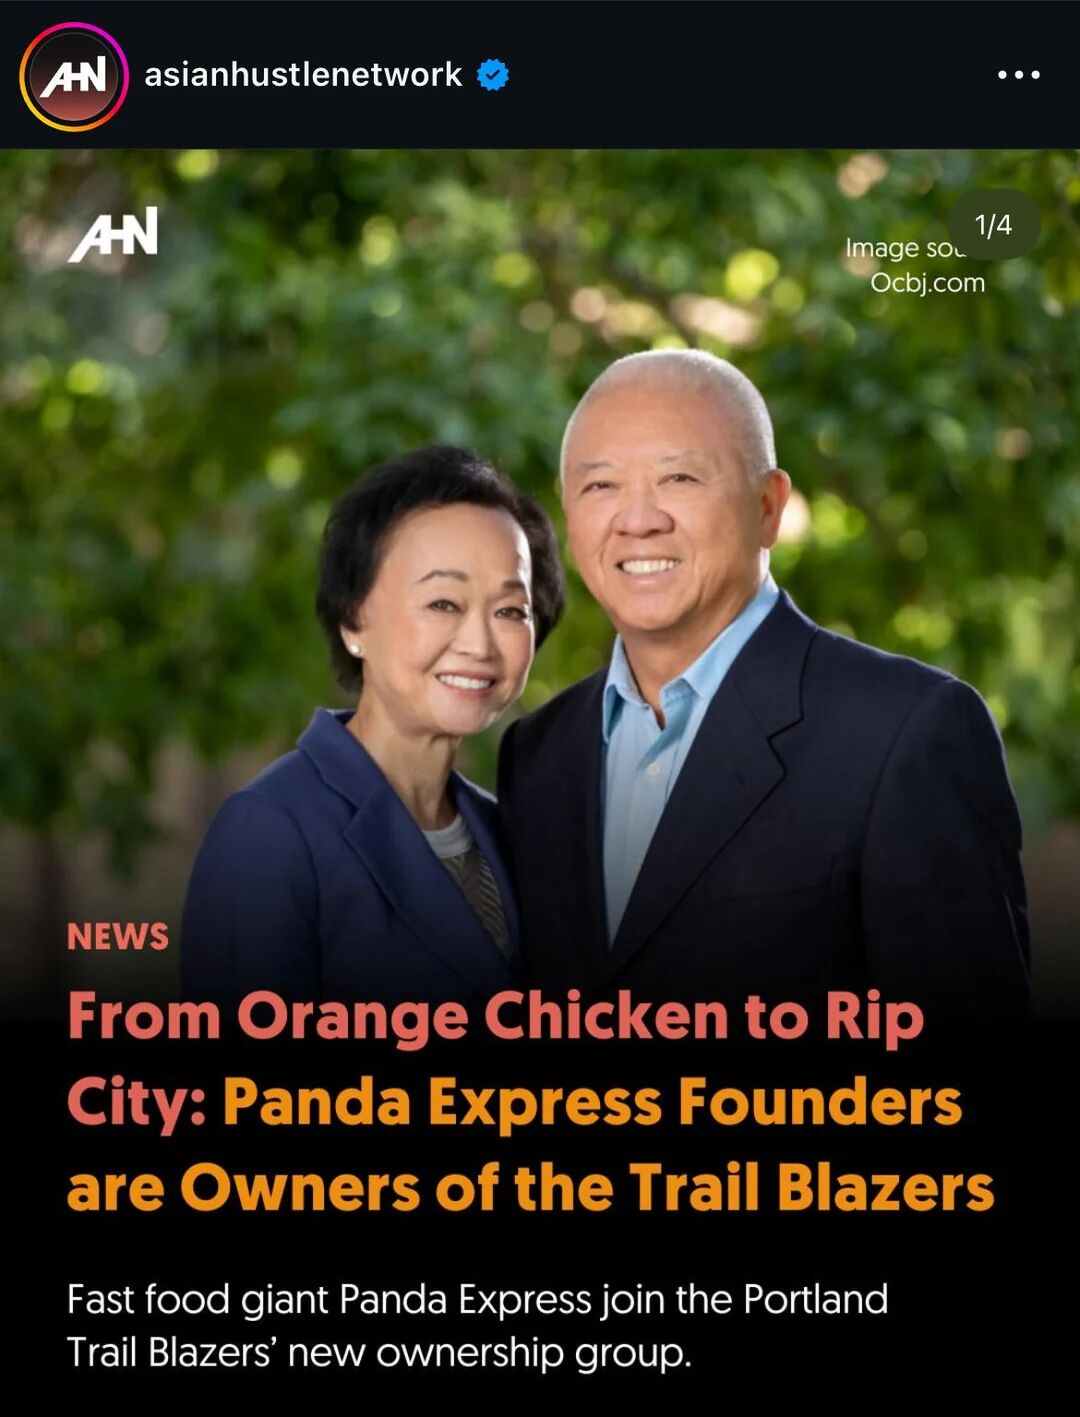 AHN
asianhustlenetwork
AHN
1/4
Image
Ocbj.com
NEWS
From Orange Chicken to Rip
City: Panda Express Founders
are Owners of the Trail Blazers
Fast food giant Panda Express join the Portland
Trail Blazers’ new ownership group.